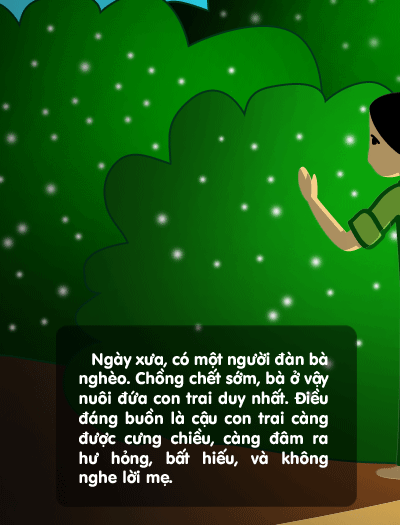 Ngày xưa, có một người đàn bà
nghèo. Chồng chết sớm, bà ở vậy
nuôi đứa con trai duy nhất. Điều
đáng buồn là cậu con trai càng
được cưng chiều, càng đâm ra
hư hỏng, bất hiếu, và không
nghe lời mẹ.